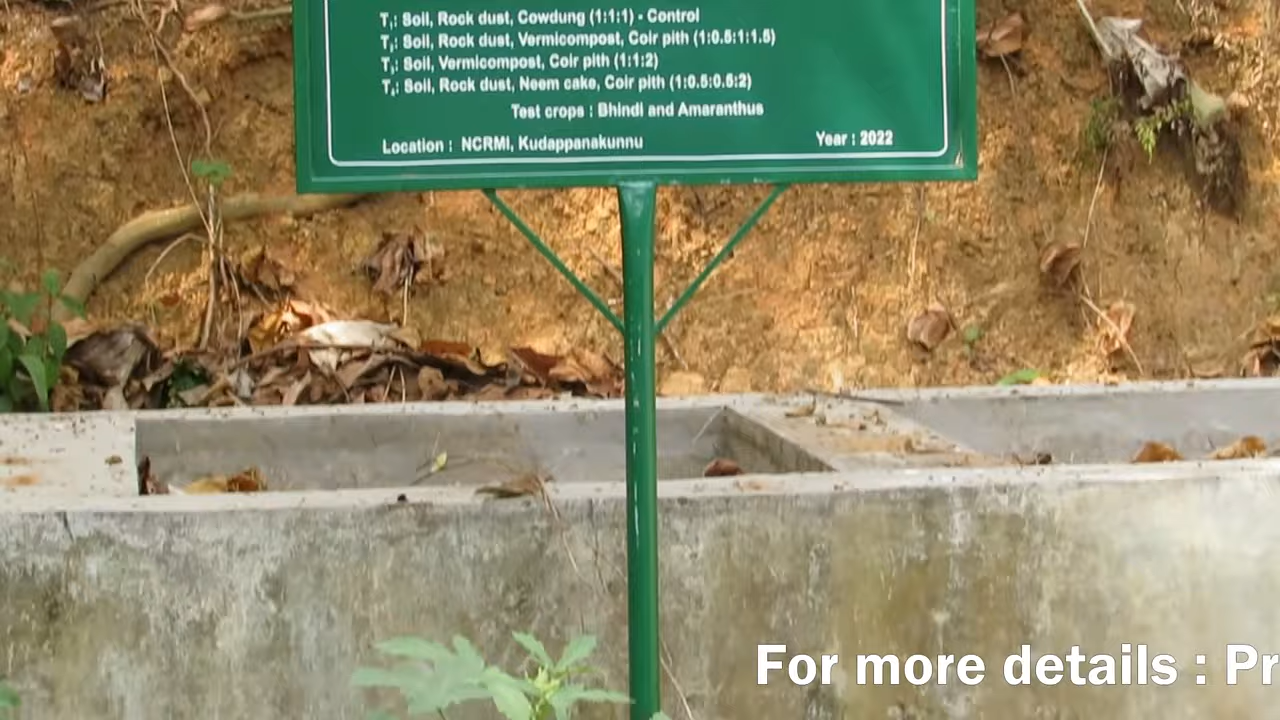 T₁: Soil, Rock dust, Cowdung (1:1:1) - Control
T₂: Soil, Rock dust, Vermicompost, Coir pith (1:0.5:1:1.5)
T₃: Soil, Vermicompost, Coir pith (1:1:2)
T₄: Soil, Rock dust, Neem cake, Coir pith (1:0.5:0.5:2)
Test crops : Bhindi and Amaranthus
Location : NCRMI, Kudappanakunnu Year : 2022
For more details : Pr